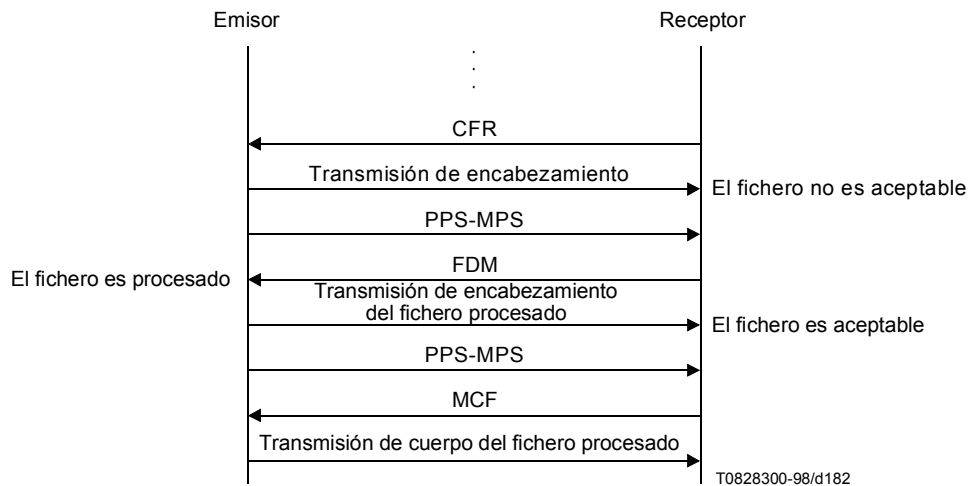 Emisor
Receptor
CFR
Transmisión de encabezamiento
El fichero no es aceptable
PPS-MPS
FDM
El fichero es procesado
Transmisión de encabezamiento
del fichero procesado
El fichero es aceptable
PPS-MPS
MCF
Transmisión de cuerpo del fichero procesado
T0828300-98/d182